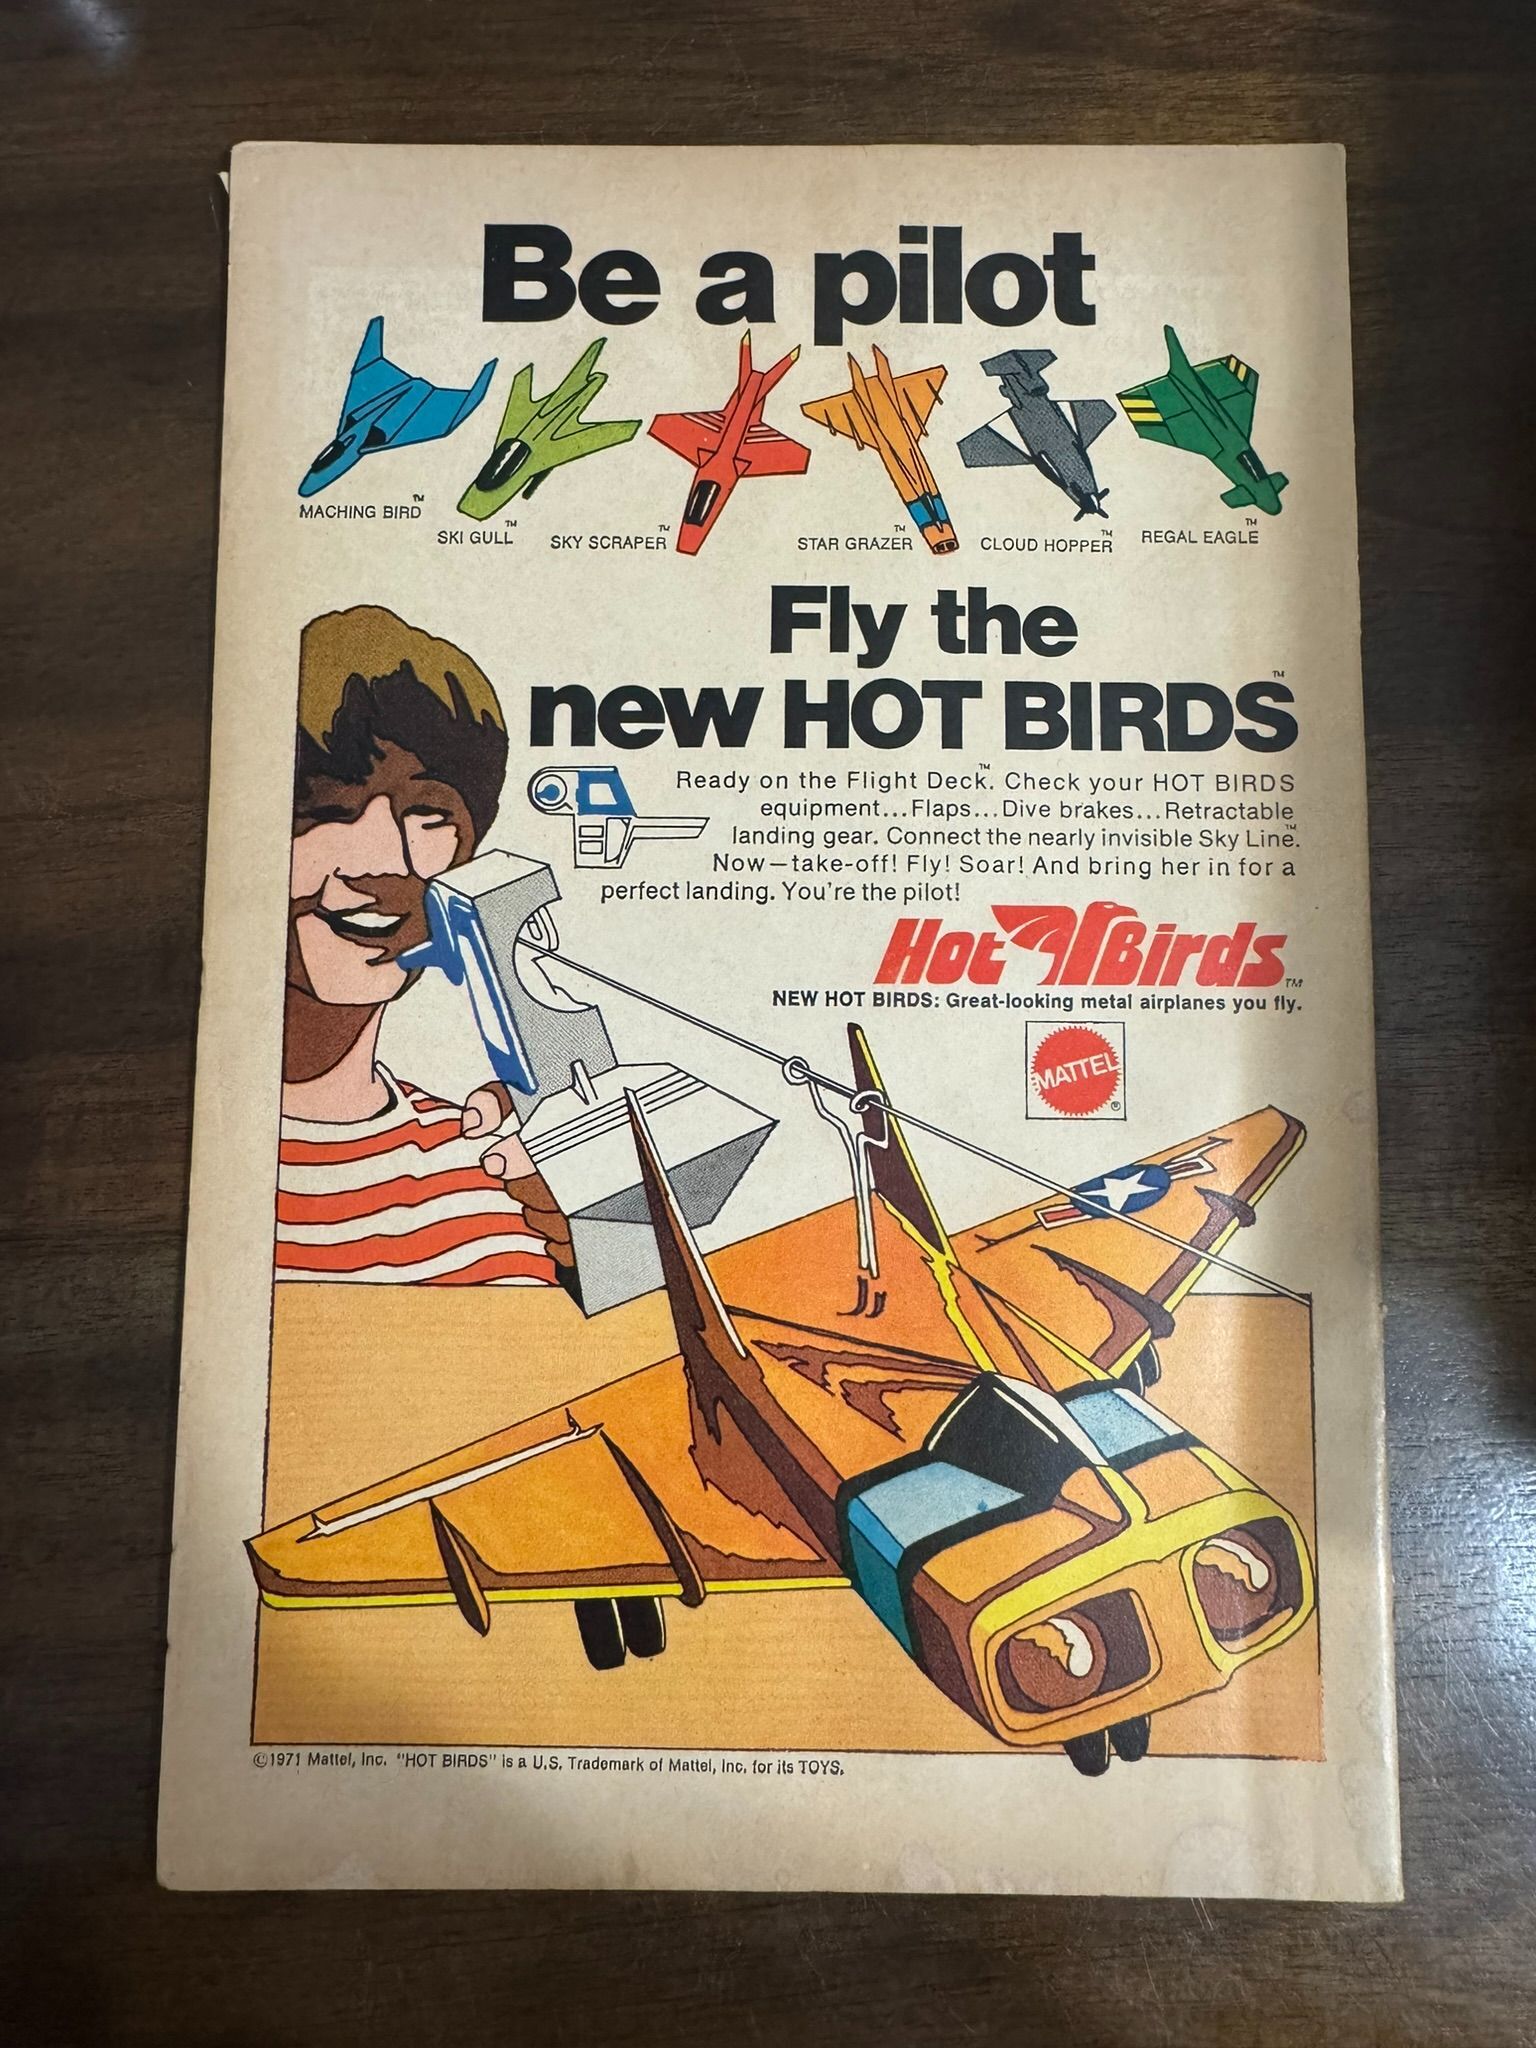 Be a pilot
MACHING BIRD™
SKI GULL™
SKY SCRAPER™
STAR GRAZER™
CLOUD HOPPER™
REGAL EAGLE™
Fly the
new HOT BIRDS™
Ready on the Flight Deck™. Check your HOT BIRDS
equipment...Flaps...Dive brakes...Retractable
landing gear. Connect the nearly invisible Sky Line™.
Now—take-off! Fly! Soar! And bring her in for a
perfect landing. You're the pilot!
Hot Birds™
NEW HOT BIRDS: Great-looking metal airplanes you fly.
MATTEL®
©1971 Mattel, Inc. "HOT BIRDS" is a U.S. Trademark of Mattel, Inc. for its TOYS.